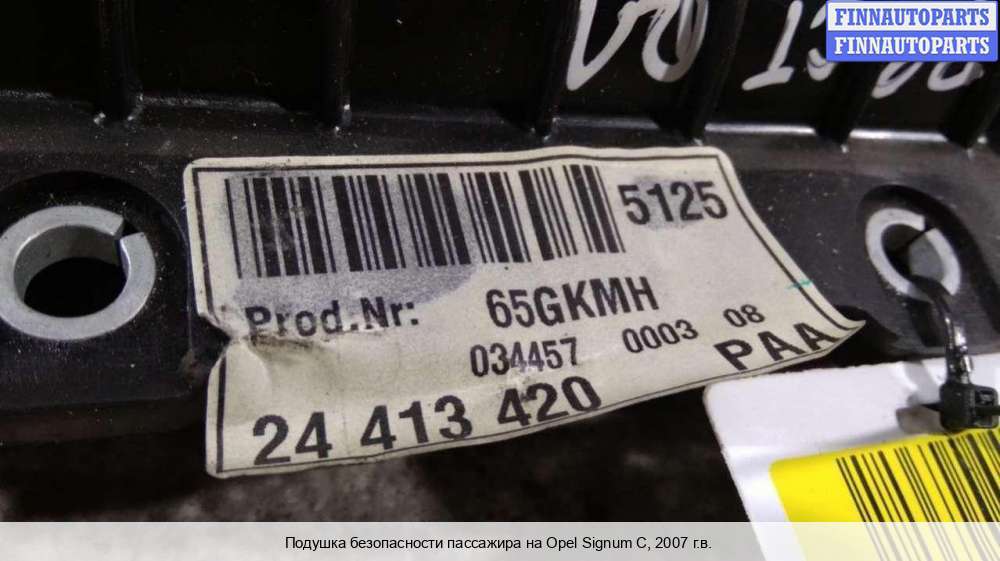 FINNAUTOPARTS
FINNAUTOPARTS
5125
Prod.Nr: 65GKMH
034457 0003 08
24 413 420 PAA
Подушка безопасности пассажира на Opel Signum C, 2007 г.в.